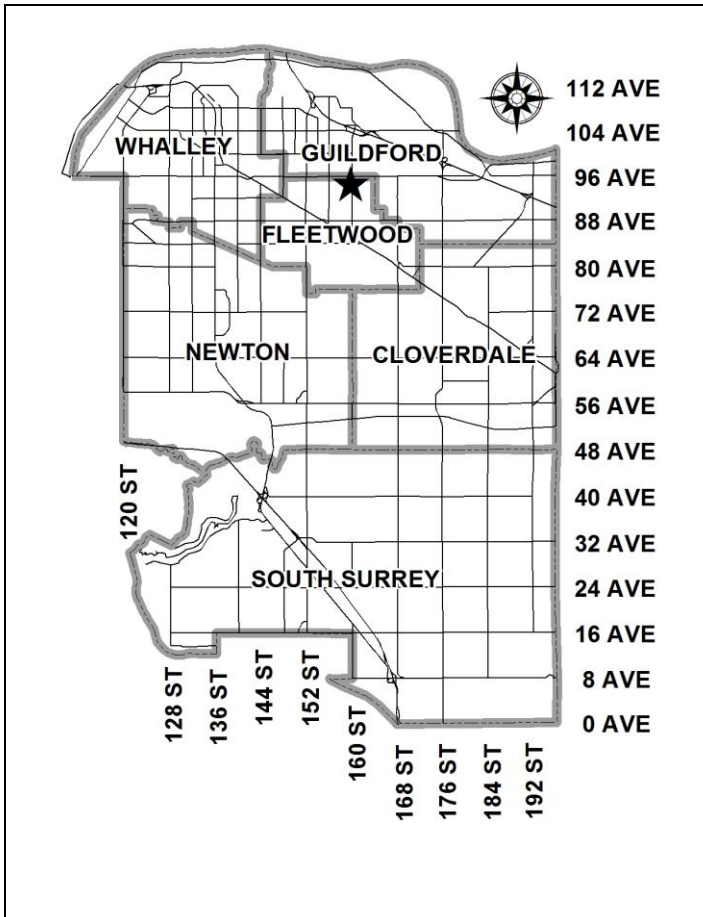 112 AVE
104 AVE
WHALLEY
GUILDFORD
96 AVE
88 AVE
FLEETWOOD
80 AVE
72 AVE
NEWTON
CLOVERDALE
64 AVE
56 AVE
48 AVE
120 ST
40 AVE
32 AVE
SOUTH SURREY
24 AVE
16 AVE
8 AVE
0 AVE
128 ST
136 ST
144 ST
152 ST
160 ST
168 ST
176 ST
184 ST
192 ST